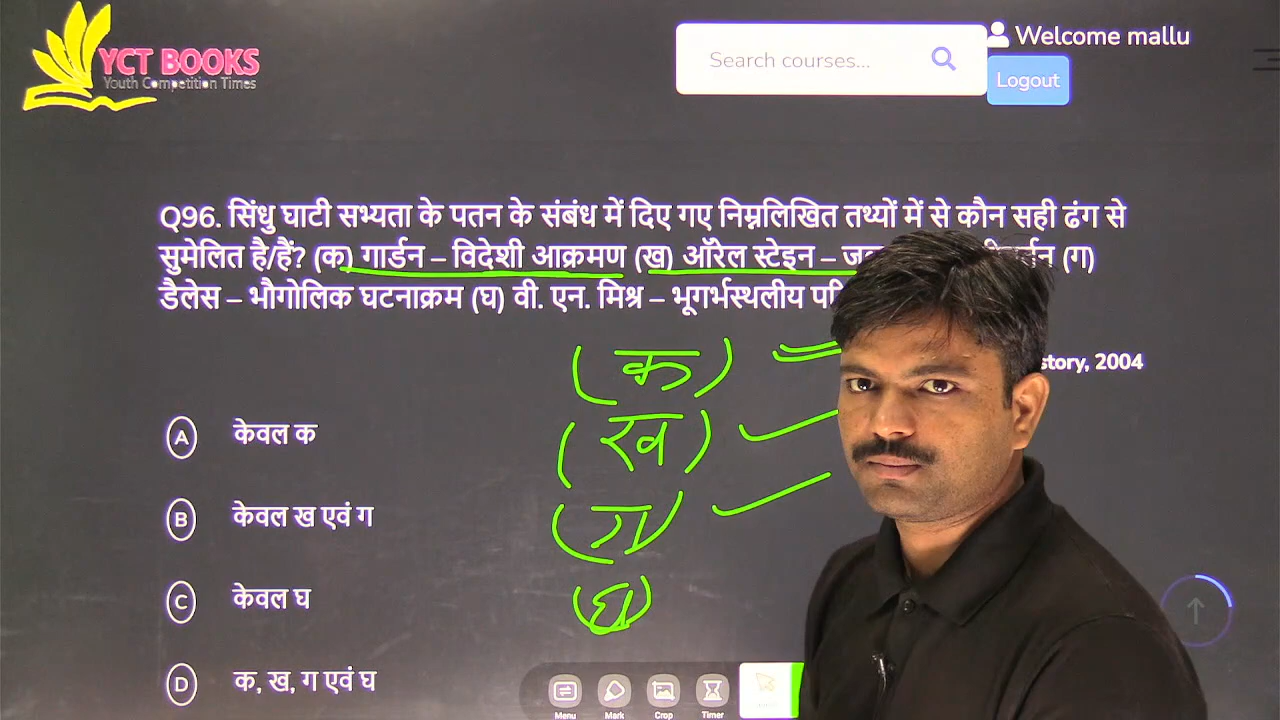 YCT BOOKS
Youth Competition Times
Search courses...
Welcome mallu
Logout
Q96. सिंधु घाटी सभ्यता के पतन के संबंध में दिए गए निम्नलिखित तथ्यों में से कौन सही ढंग से
सुमेलित है/हैं? (क) गार्डन – विदेशी आक्रमण (ख) ऑरेल स्टेइन – (ग)
डैलेस – भौगोलिक घटनाक्रम (घ) वी. एन. मिश्र – भूगर्भस्थलीय
2004
(क)
(ख)
(ग)
(घ)
A केवल क
B केवल ख एवं ग
C केवल घ
D क, ख, ग एवं घ
Menu Mark Crop Timer